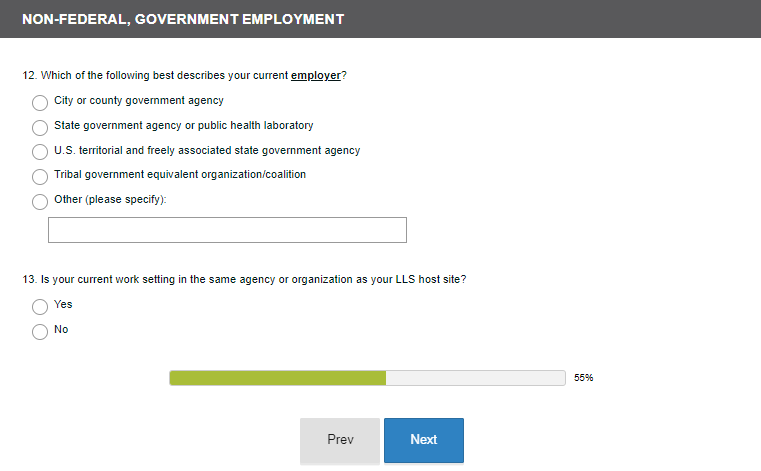 NON-FEDERAL, GOVERNMENT EMPLOYMENT
12. Which of the following best describes your current employer?
City or county government agency
State government agency or public health laboratory
U.S. territorial and freely associated state government agency
Tribal government equivalent organization/coalition
Other (please specify):
13. Is your current work setting in the same agency or organization as your LLS host site?
Yes
No
55%
Prev
Next